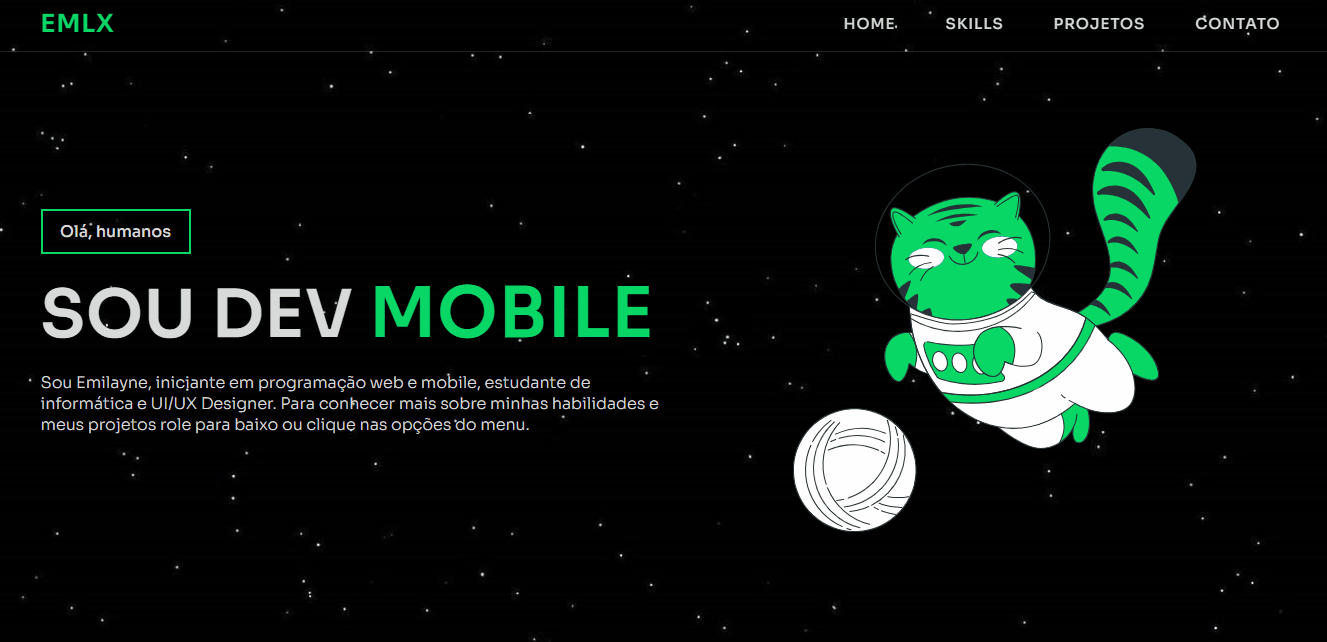 EMLX
HOME
SKILLS
PROJETOS
CONTATO
Olá, humanos
SOU DEV MOBILE
Sou Emilayne, iniciante em programação web e mobile, estudante de
informática e UI/UX Designer. Para conhecer mais sobre minhas habilidades e
meus projetos role para baixo ou clique nas opções do menu.